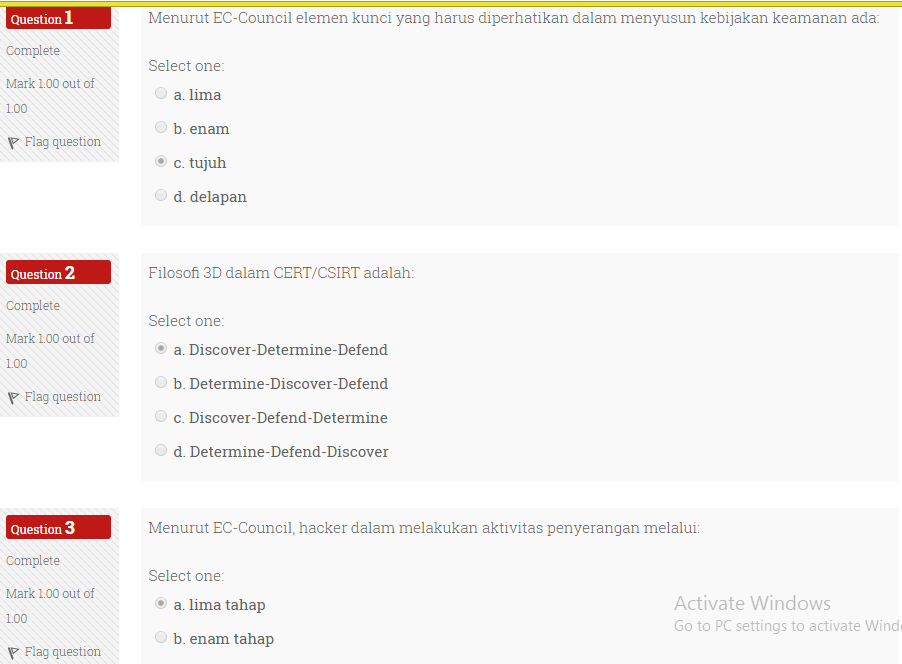 Question 1
Complete
Mark 1.00 out of
1.00
Flag question
Menurut EC-Council elemen kunci yang harus diperhatikan dalam menyusun kebijakan keamanan ada:
Select one:
a. lima
b. enam
c. tujuh
d. delapan
Question 2
Complete
Mark 1.00 out of
1.00
Flag question
Filosofi 3D dalam CERT/CSIRT adalah:
Select one:
a. Discover-Determine-Defend
b. Determine-Discover-Defend
c. Discover-Defend-Determine
d. Determine-Defend-Discover
Question 3
Complete
Mark 1.00 out of
1.00
Flag question
Menurut EC-Council, hacker dalam melakukan aktivitas penyerangan melalui:
Select one:
a. lima tahap
b. enam tahap
Activate Windows
Go to PC settings to activate Wind